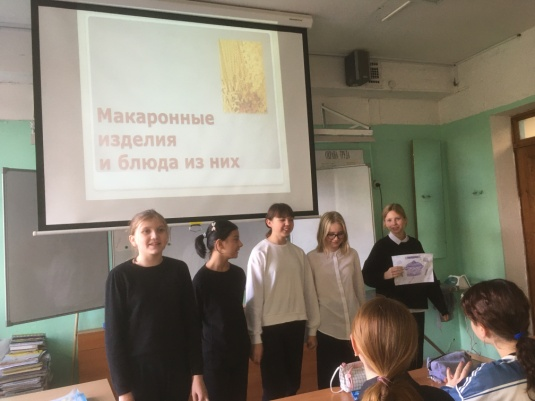 Макаронные
изделия
и блюда из них